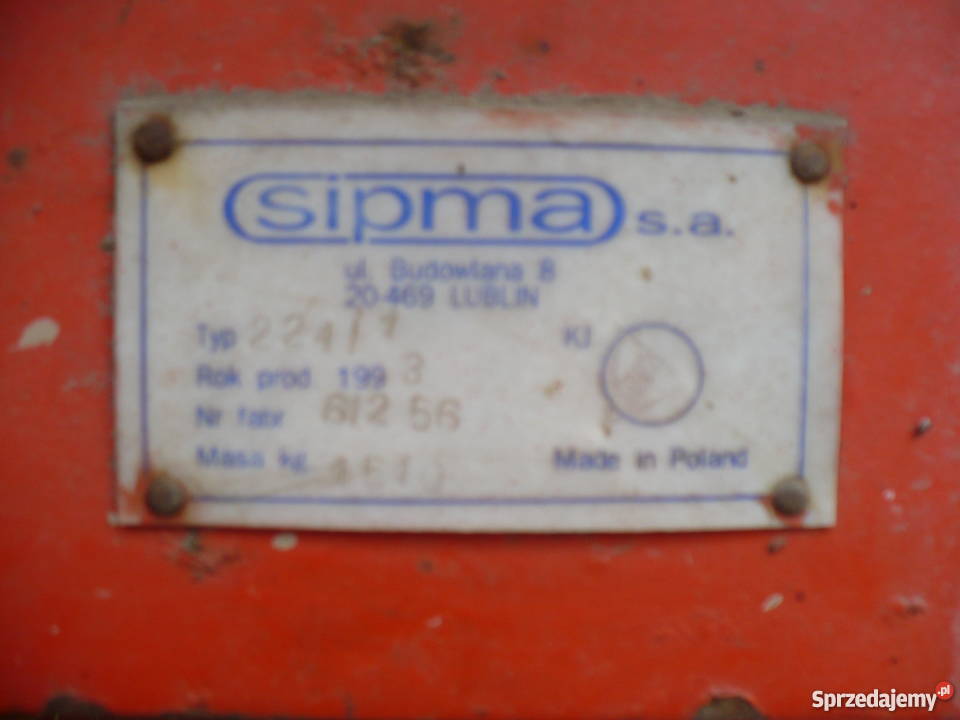 sipma s.a.
ul. Budowlana 8
20-469 LUBLIN
Typ 224/1
KJ
Rok prod. 1993
Nr fabr 61256
Masa kg
Made in Poland
Sprzedajemy.pl